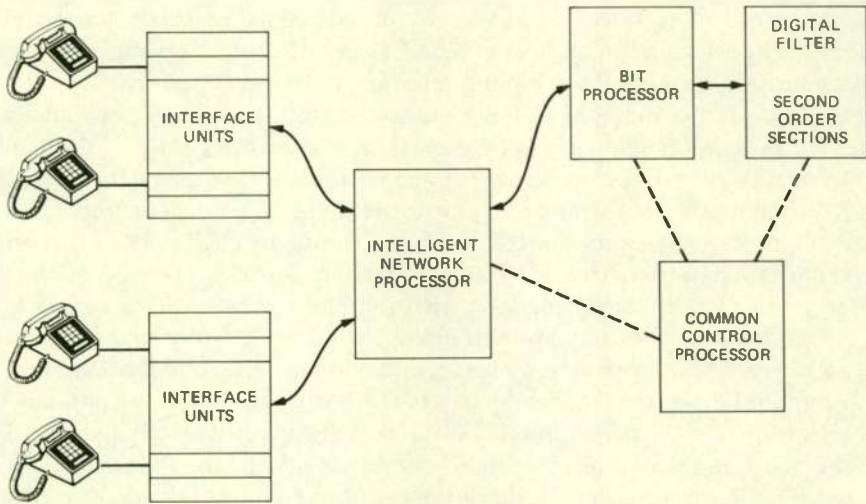 INTERFACE
UNITS
INTERFACE
UNITS
INTELLIGENT
NETWORK
PROCESSOR
BIT
PROCESSOR
DIGITAL
FILTER
SECOND
ORDER
SECTIONS
COMMON
CONTROL
PROCESSOR